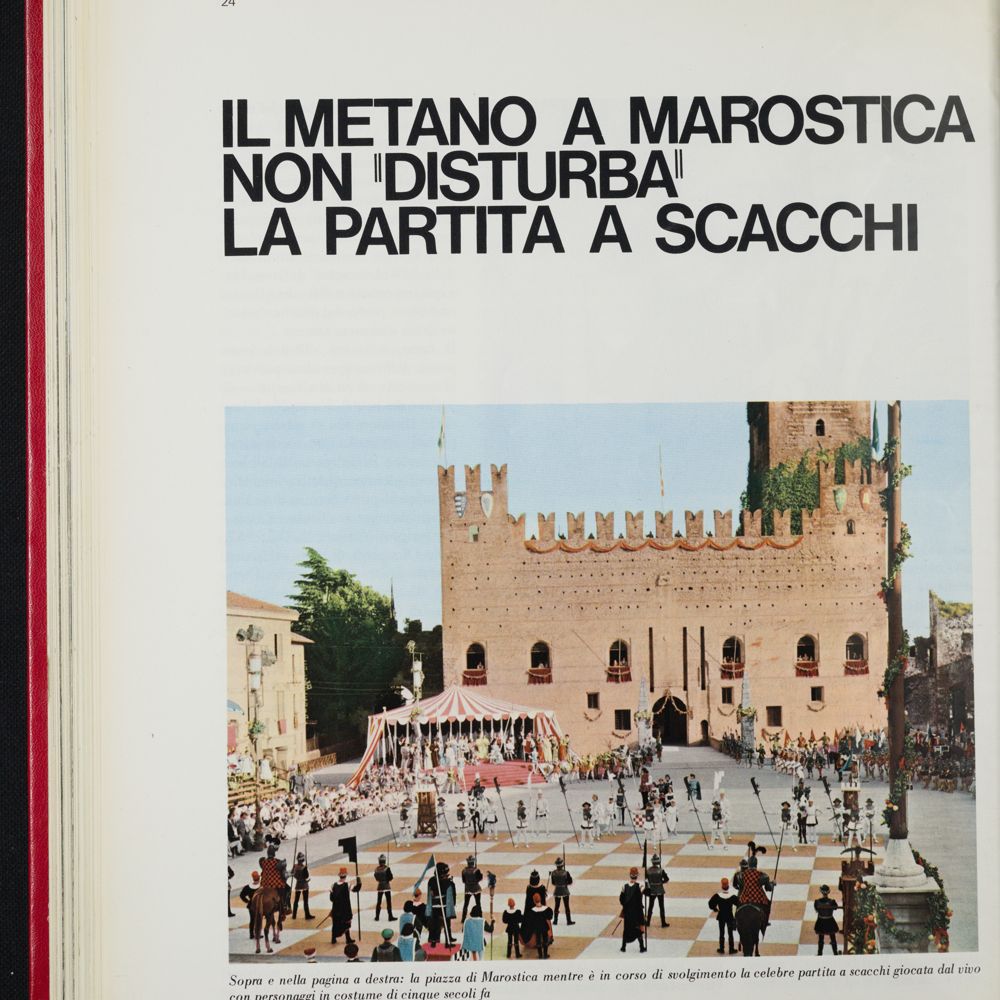 24
IL METANO A MAROSTICA
NON "DISTURBA"
LA PARTITA A SCACCHI
Sopra e nella pagina a destra: la piazza di Marostica mentre è in corso di svolgimento la celebre partita a scacchi giocata dal vivo
con personaggi in costume di cinque secoli fa